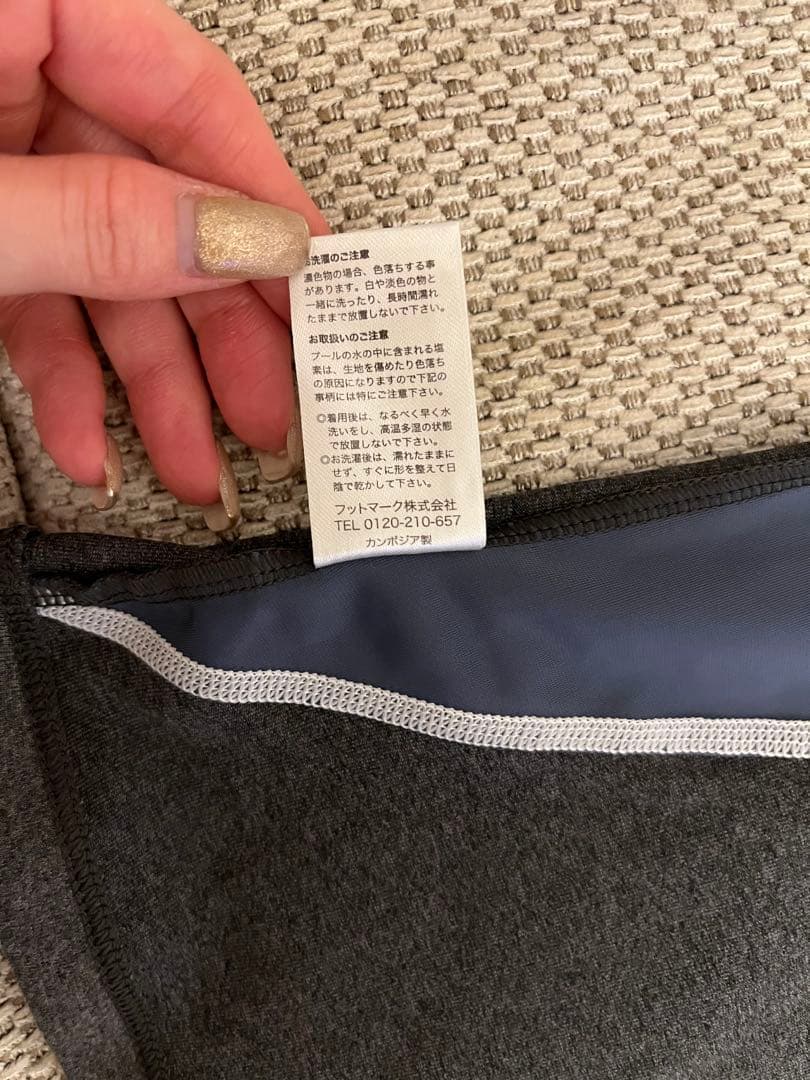 お洗濯のご注意
濃色物の場合、色落ちする事
があります。白や淡色の物と
一緒に洗ったり、長時間濡れ
たままで放置しないで下さい。
お取扱いのご注意
プールの水の中に含まれる塩
素は、生地を傷めたり色落ち
の原因になりますので下記の
事柄には特にご注意下さい。
◎着用後は、なるべく早く水
洗いをし、高温多湿の状態
で放置しないで下さい。
◎お洗濯後は、濡れたままに
せず、すぐに形を整えて日
陰で乾かして下さい。
フットマーク株式会社
TEL 0120-210-657
カンボジア製